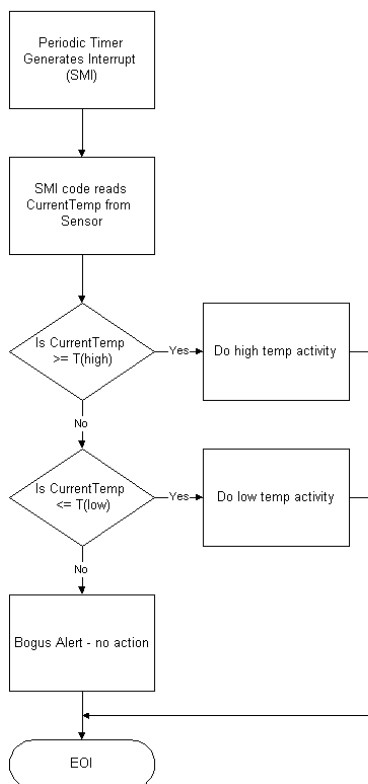 Periodic Timer
Generates Interrupt
(SMI)
SMI code reads
CurrentTemp from
Sensor
Is CurrentTemp
>= T(high)
Yes
Do high temp activity
No
Is CurrentTemp
<= T(low)
Yes
Do low temp activity
No
Bogus Alert - no action
EOI